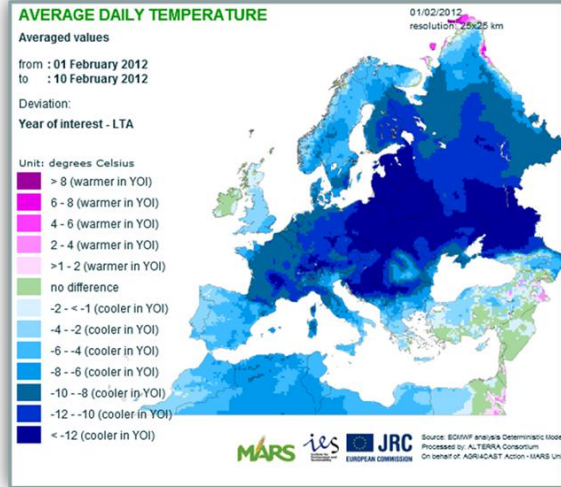 AVERAGE DAILY TEMPERATURE
01/02/2012
resolution: 25x25 km
Averaged values
from : 01 February 2012
to : 10 February 2012
Deviation:
Year of interest - LTA
Unit: degrees Celsius
> 8 (warmer in YOI)
6 - 8 (warmer in YOI)
4 - 6 (warmer in YOI)
2 - 4 (warmer in YOI)
>1 - 2 (warmer in YOI)
no difference
-2 - < -1 (cooler in YOI)
-4 - -2 (cooler in YOI)
-6 - -4 (cooler in YOI)
-8 - -6 (cooler in YOI)
-10 - -8 (cooler in YOI)
-12 - -10 (cooler in YOI)
< -12 (cooler in YOI)
MARS
ies
JRC
EUROPEAN COMMISSION
Source: ECMWF analysis Deterministic Mode
Processed by: ALTERRA Consortium
On behalf of: AGRI4CAST Action - MARS Un